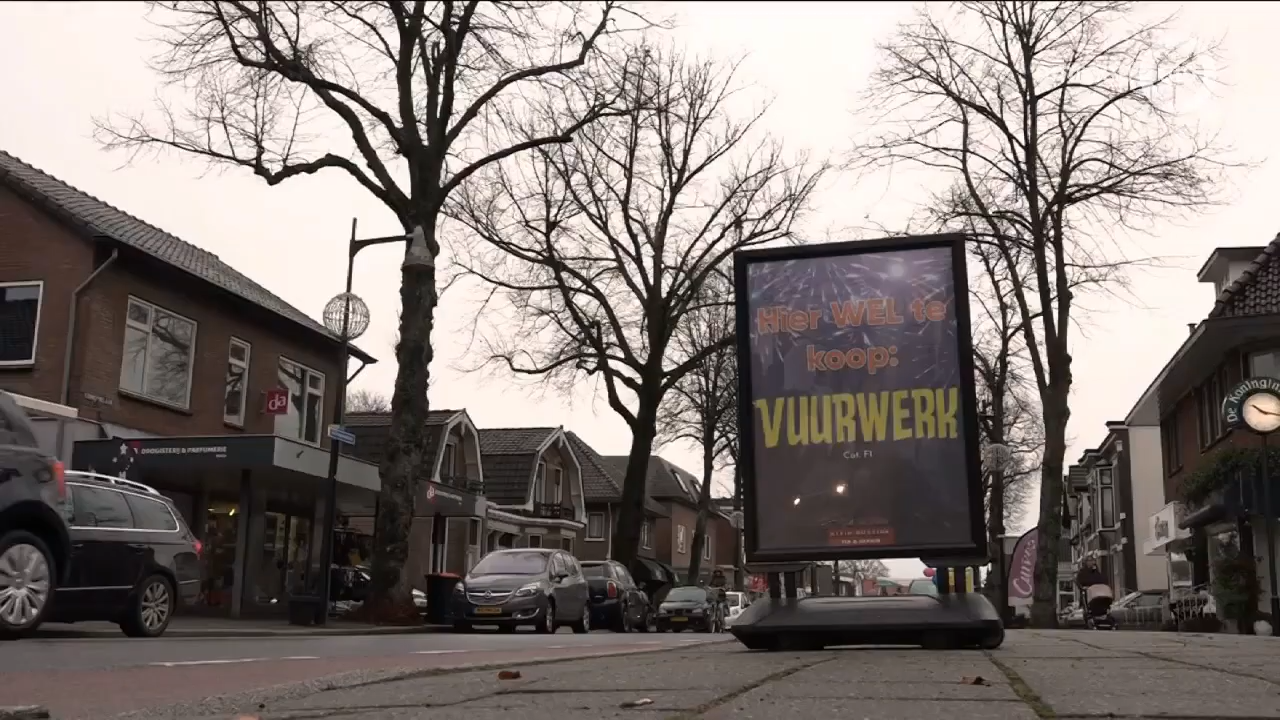 Hier WEL te
koop:
VUURWERK
Cat. F1
da
DROGISTERIJ & PARFUMERIE
De Koningin